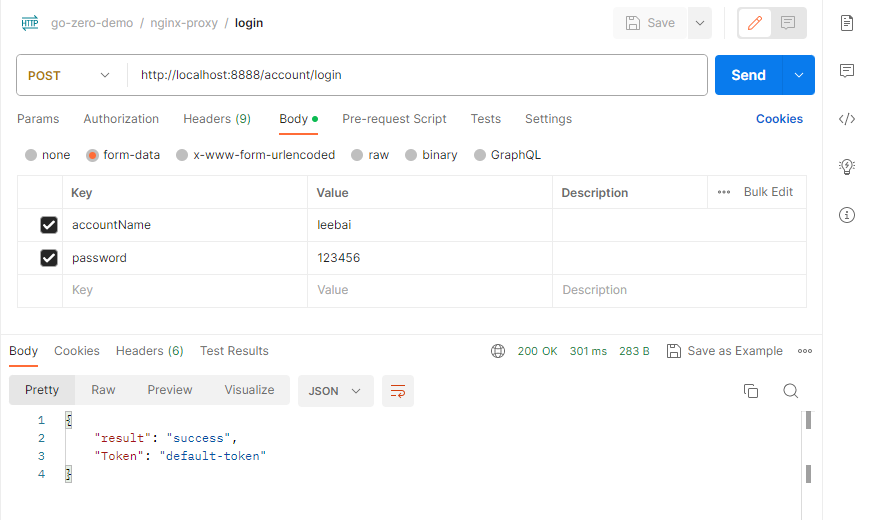 HTTP go-zero-demo / nginx-proxy / login Save
POST http://localhost:8888/account/login Send
Params Authorization Headers (9) Body Pre-request Script Tests Settings Cookies
none form-data x-www-form-urlencoded raw binary GraphQL
Key Value Description Bulk Edit
accountName leebai
password 123456
Key Value Description
Body Cookies Headers (6) Test Results 200 OK 301 ms 283 B Save as Example
Pretty Raw Preview Visualize JSON
1 {
2 "result": "success",
3 "Token": "default-token"
4 }